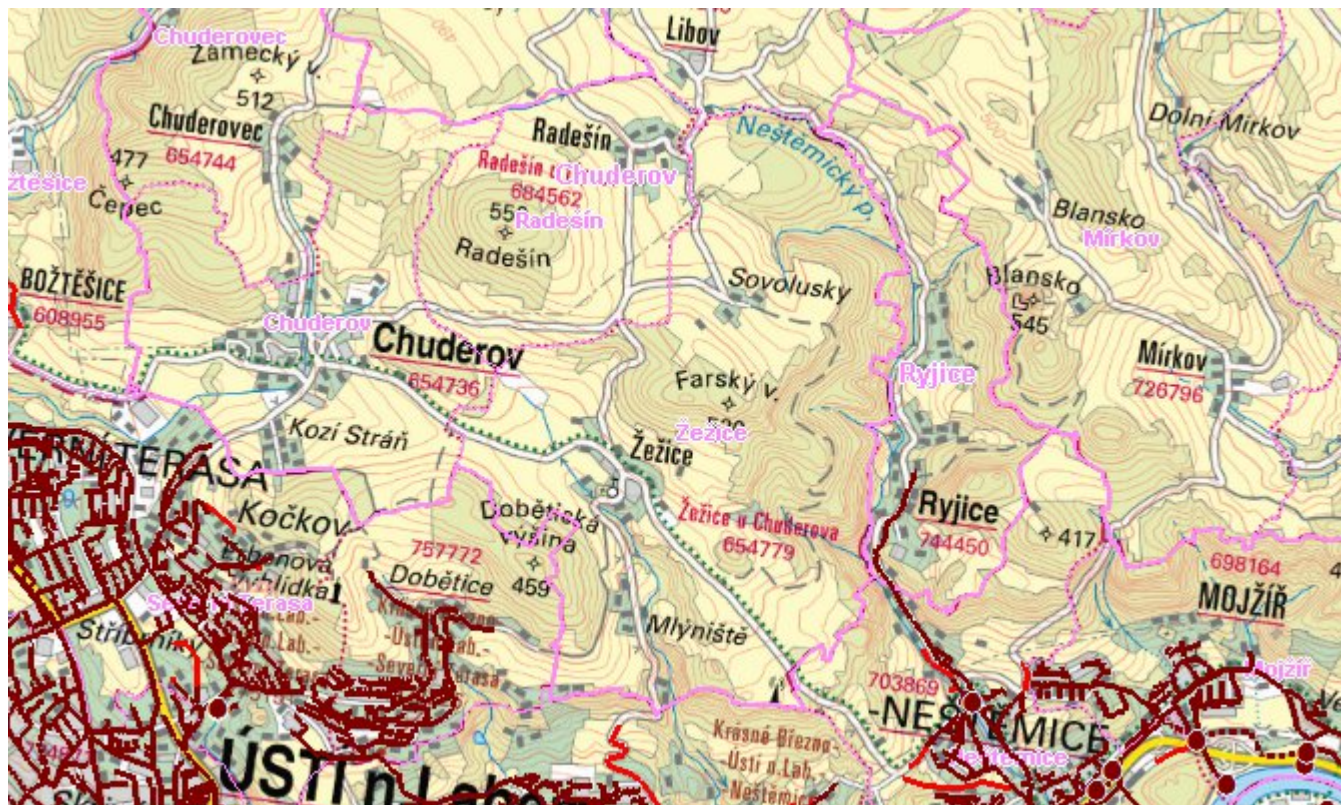 Libov
Chuderovec
Zámecký v.
512
Chuderovec
654744
477
Čepec
Radešín
Radešín u
Chuderov
684562
Radešín
Radešín
Neštěmický p.
Dolní Mírkov
Blansko
Mírkov
Blansko
545
Sovolusky
BOŽTĚŠICE
608955
Chuderov
Chuderov
654736
Farský v.
Žežice
Ryjice
Mírkov
726796
Kozí Stráň
Žežice
Kočkov
Dobětická
výšina
459
757772
Dobětice
Žežice u Chuderova
654779
Ryjice
744450
417
698164
MOJŽÍŘ
Mojžíř
Mlýniště
703869
-NEŠTĚMICE
Krásné Březno-
-Ústí n.Lab.-
-Neštěmice
ÚSTÍ n.Labem